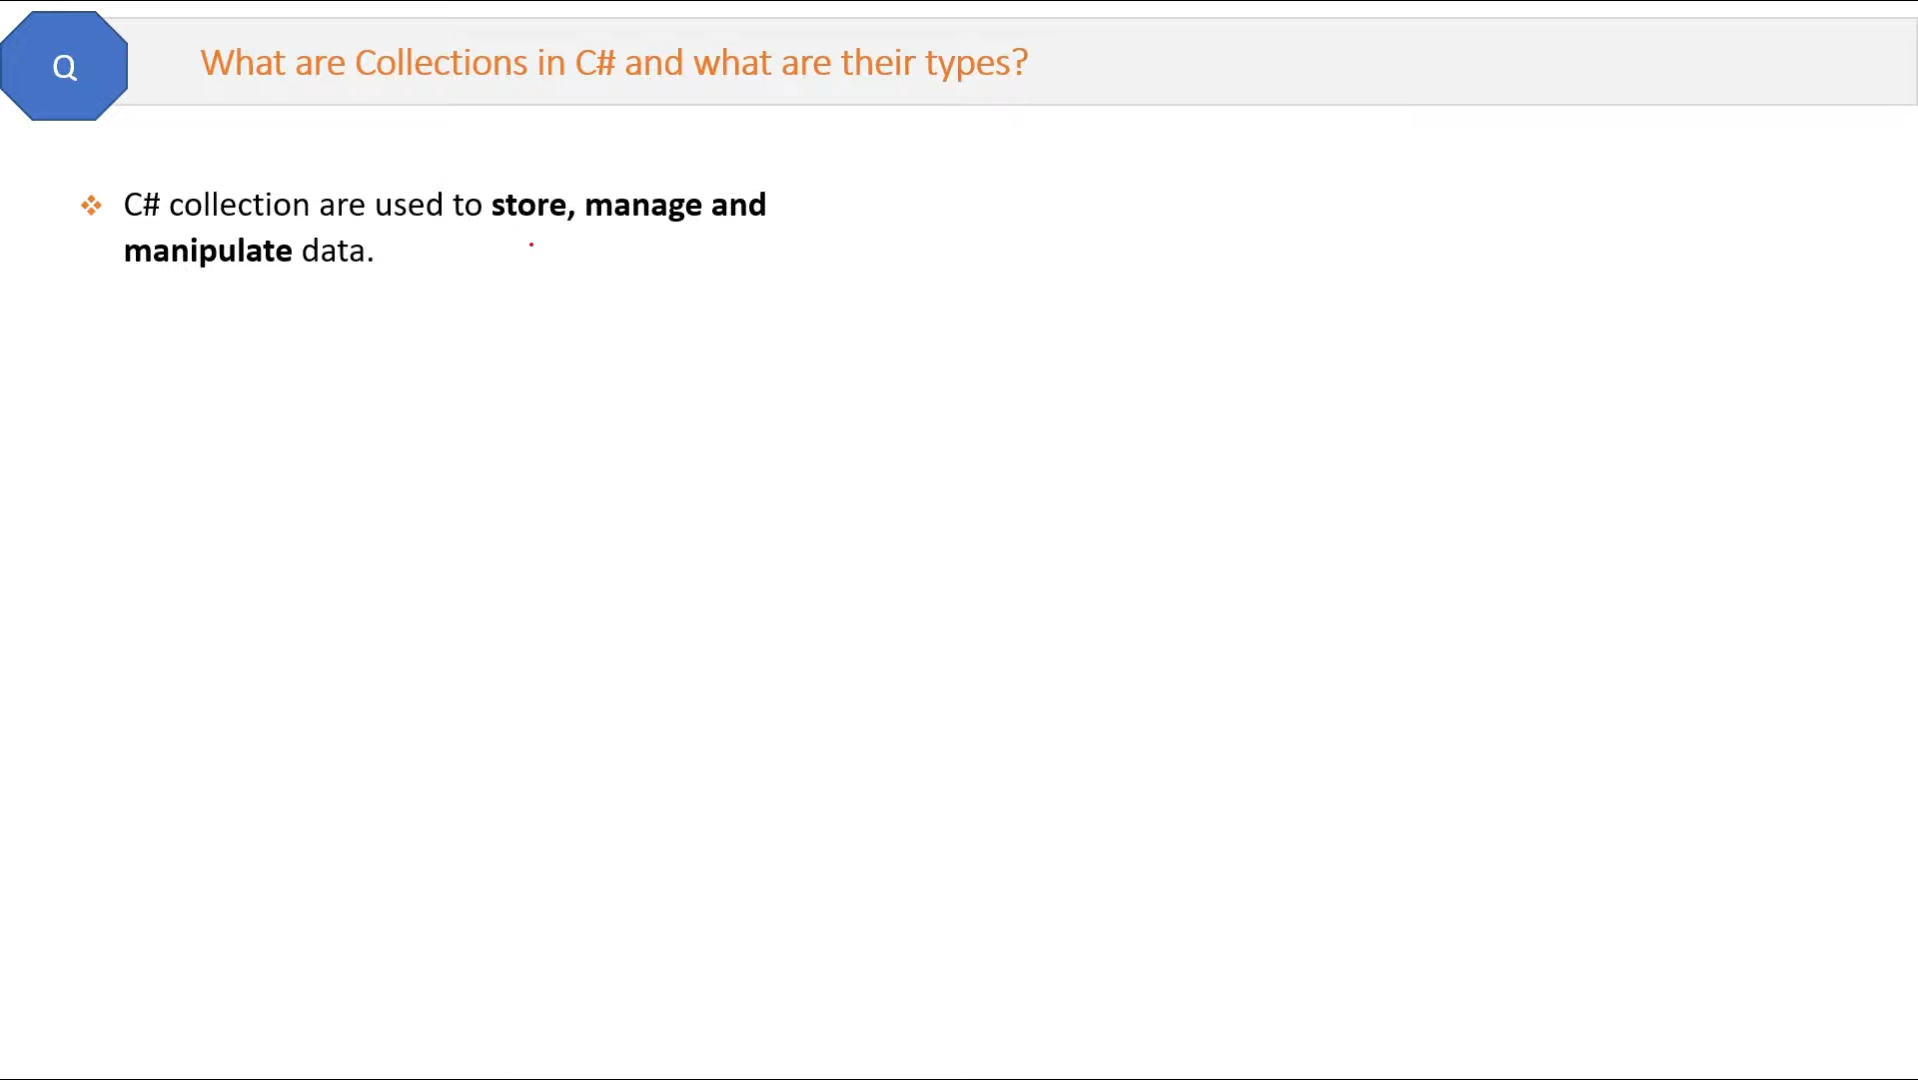 Q
What are Collections in C# and what are their types?
C# collection are used to store, manage and
manipulate data.